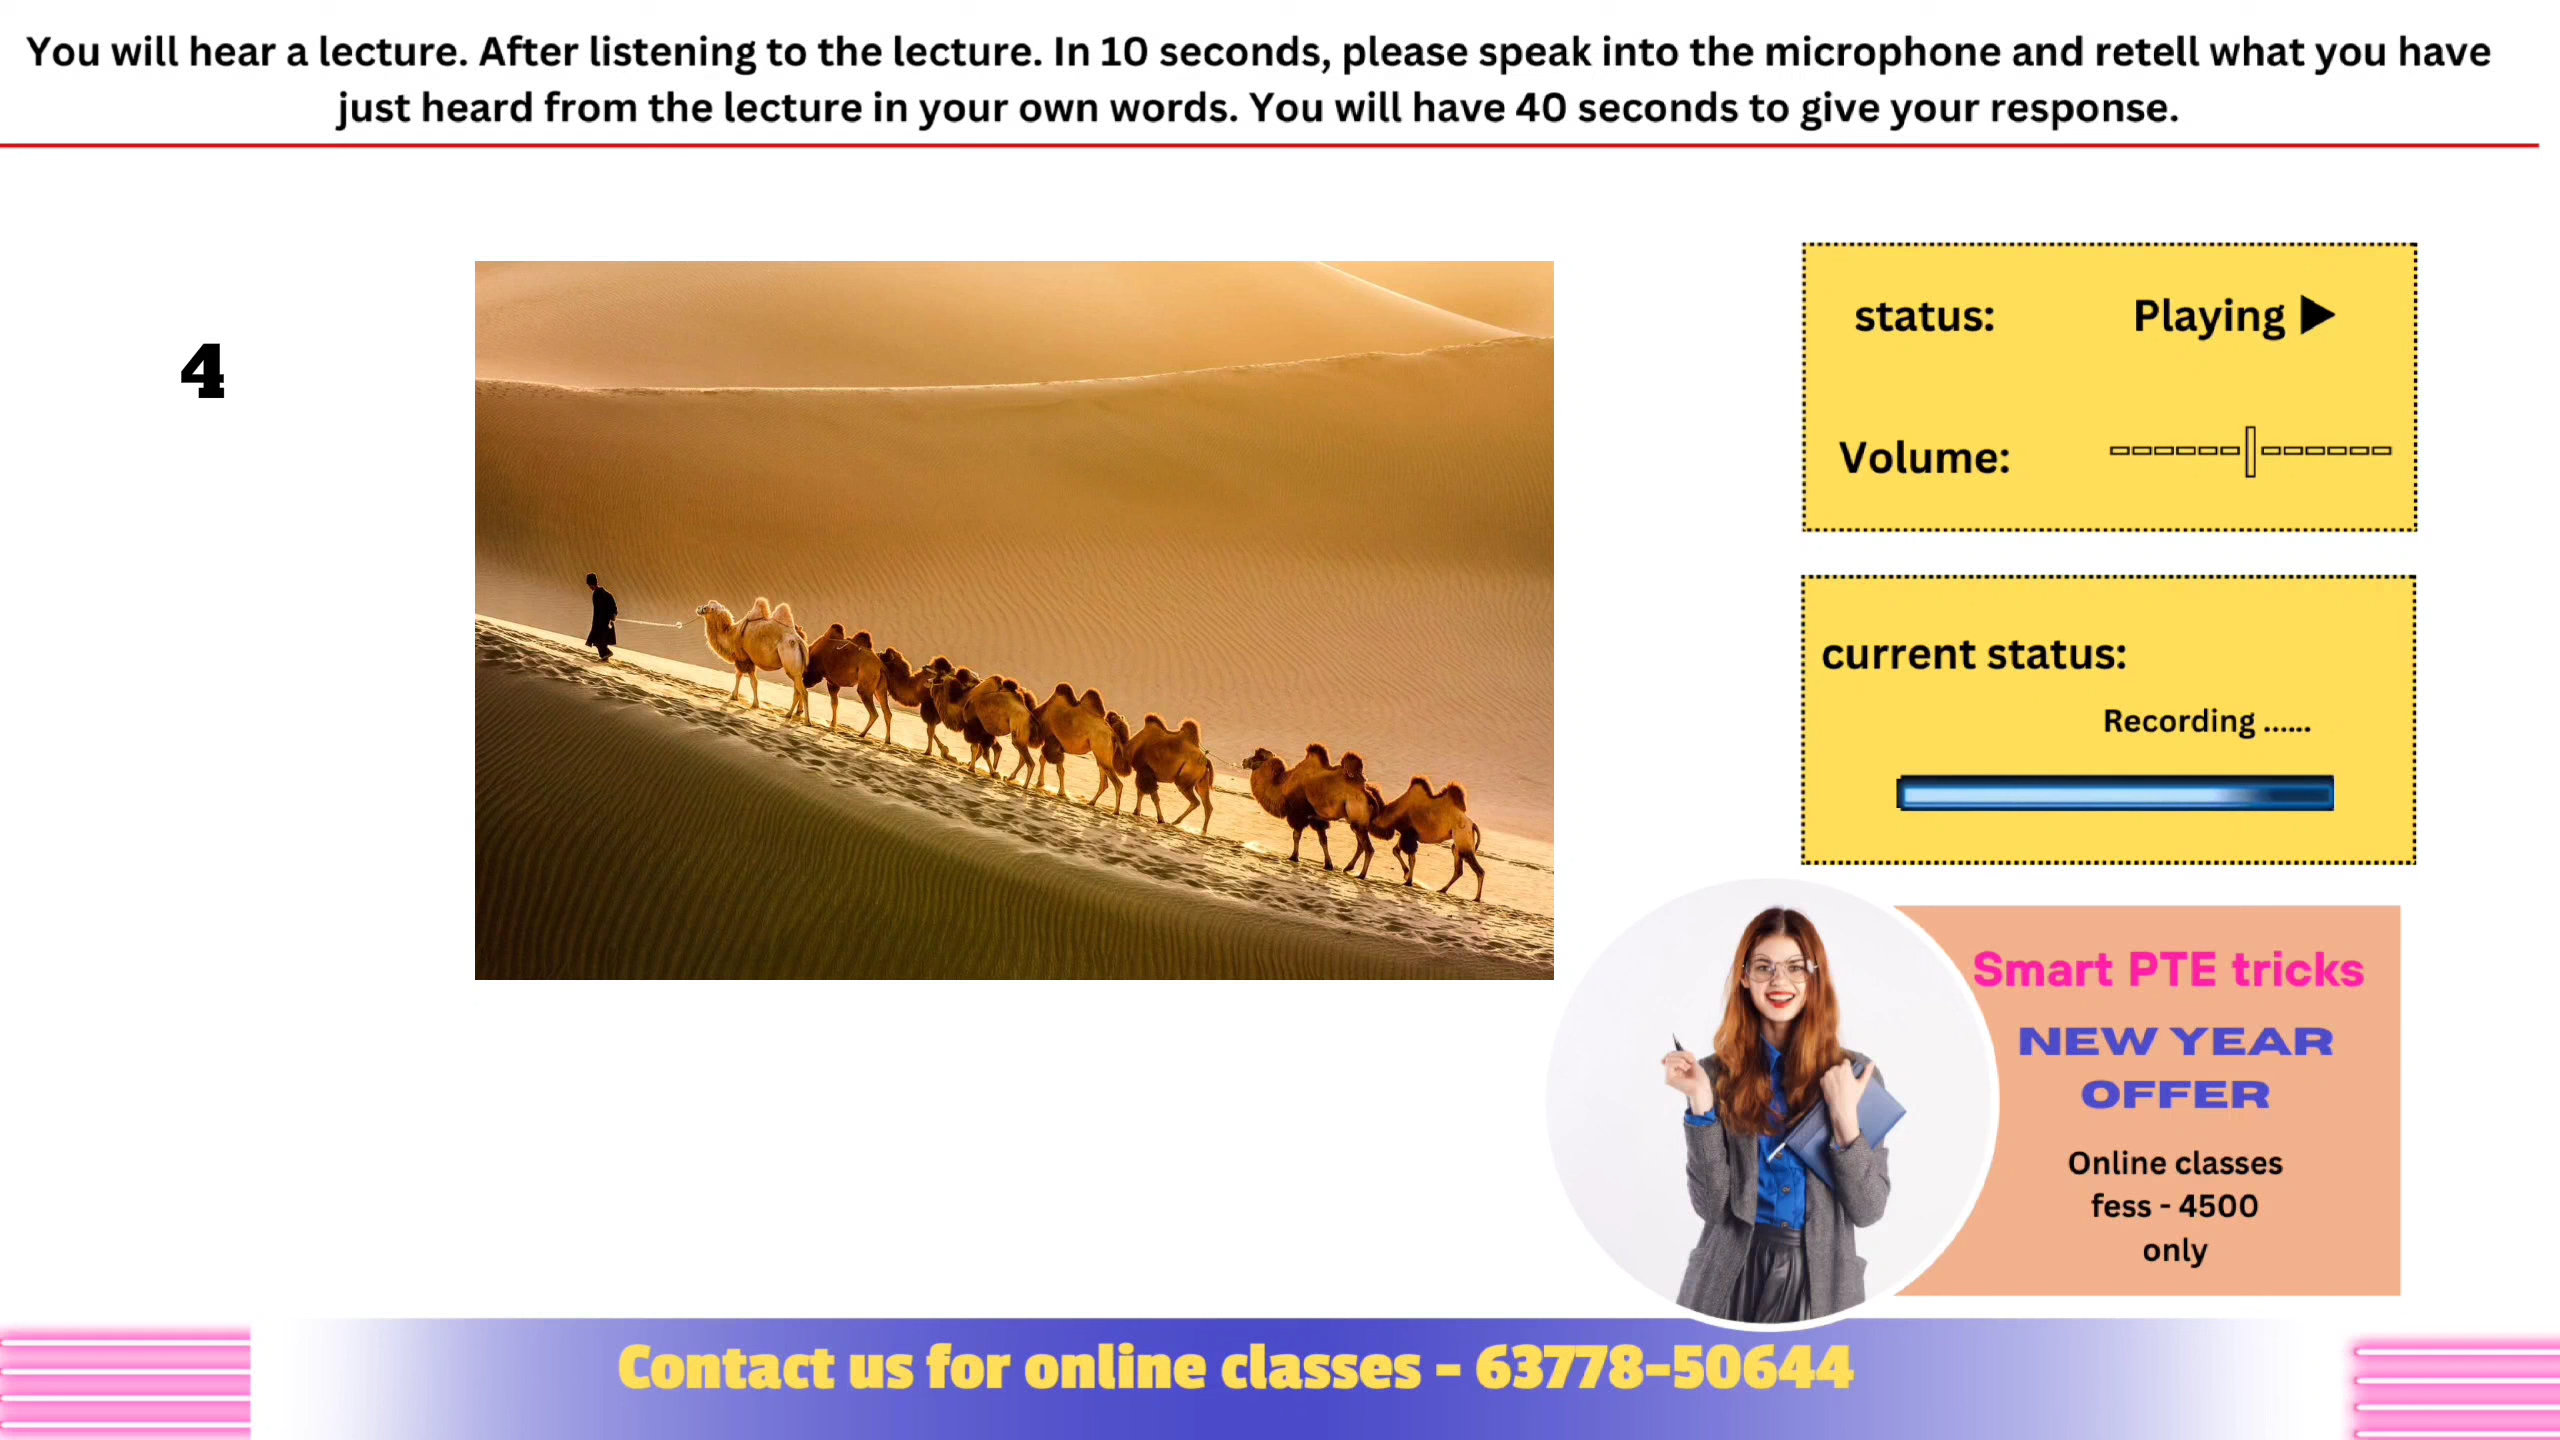 You will hear a lecture. After listening to the lecture. In 10 seconds, please speak into the microphone and retell what you have
just heard from the lecture in your own words. You will have 40 seconds to give your response.
4
status: Playing
Volume:
current status:
Recording ......
Smart PTE tricks
NEW YEAR
OFFER
Online classes
fess - 4500
only
Contact us for online classes - 63778-50644